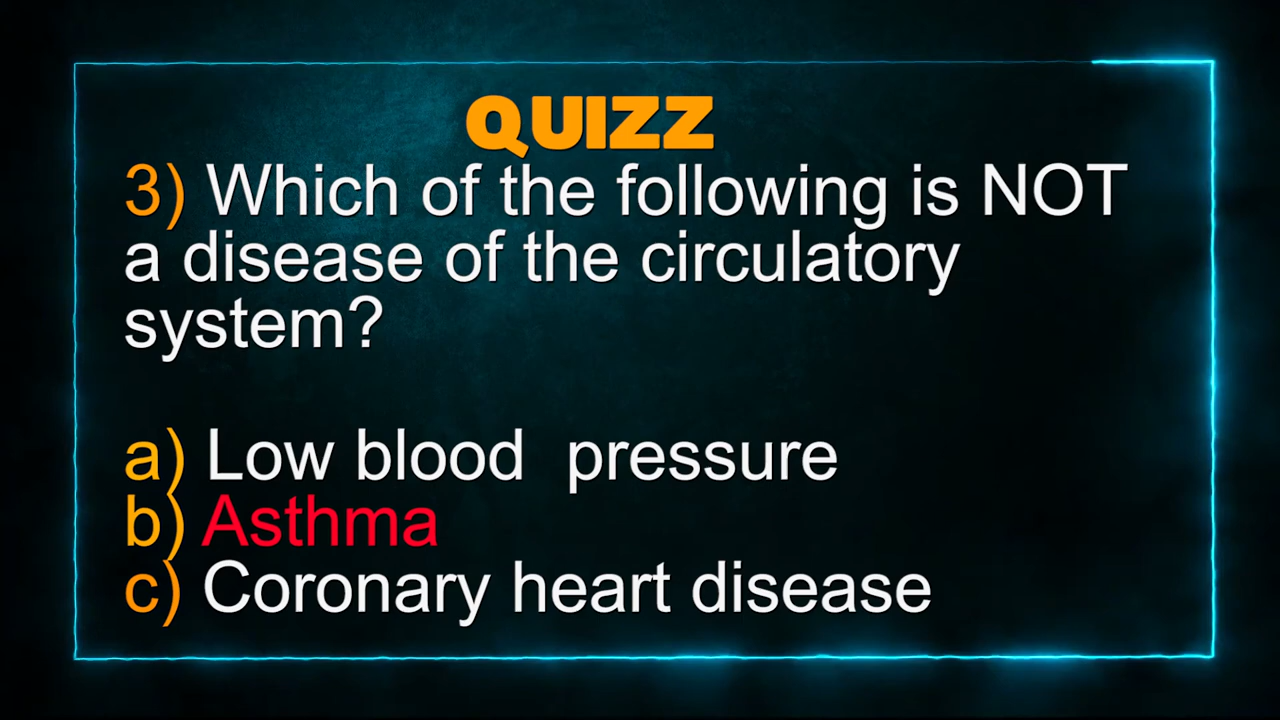 QUIZZ
3) Which of the following is NOT
a disease of the circulatory
system?
a) Low blood  pressure
b) Asthma
c) Coronary heart disease